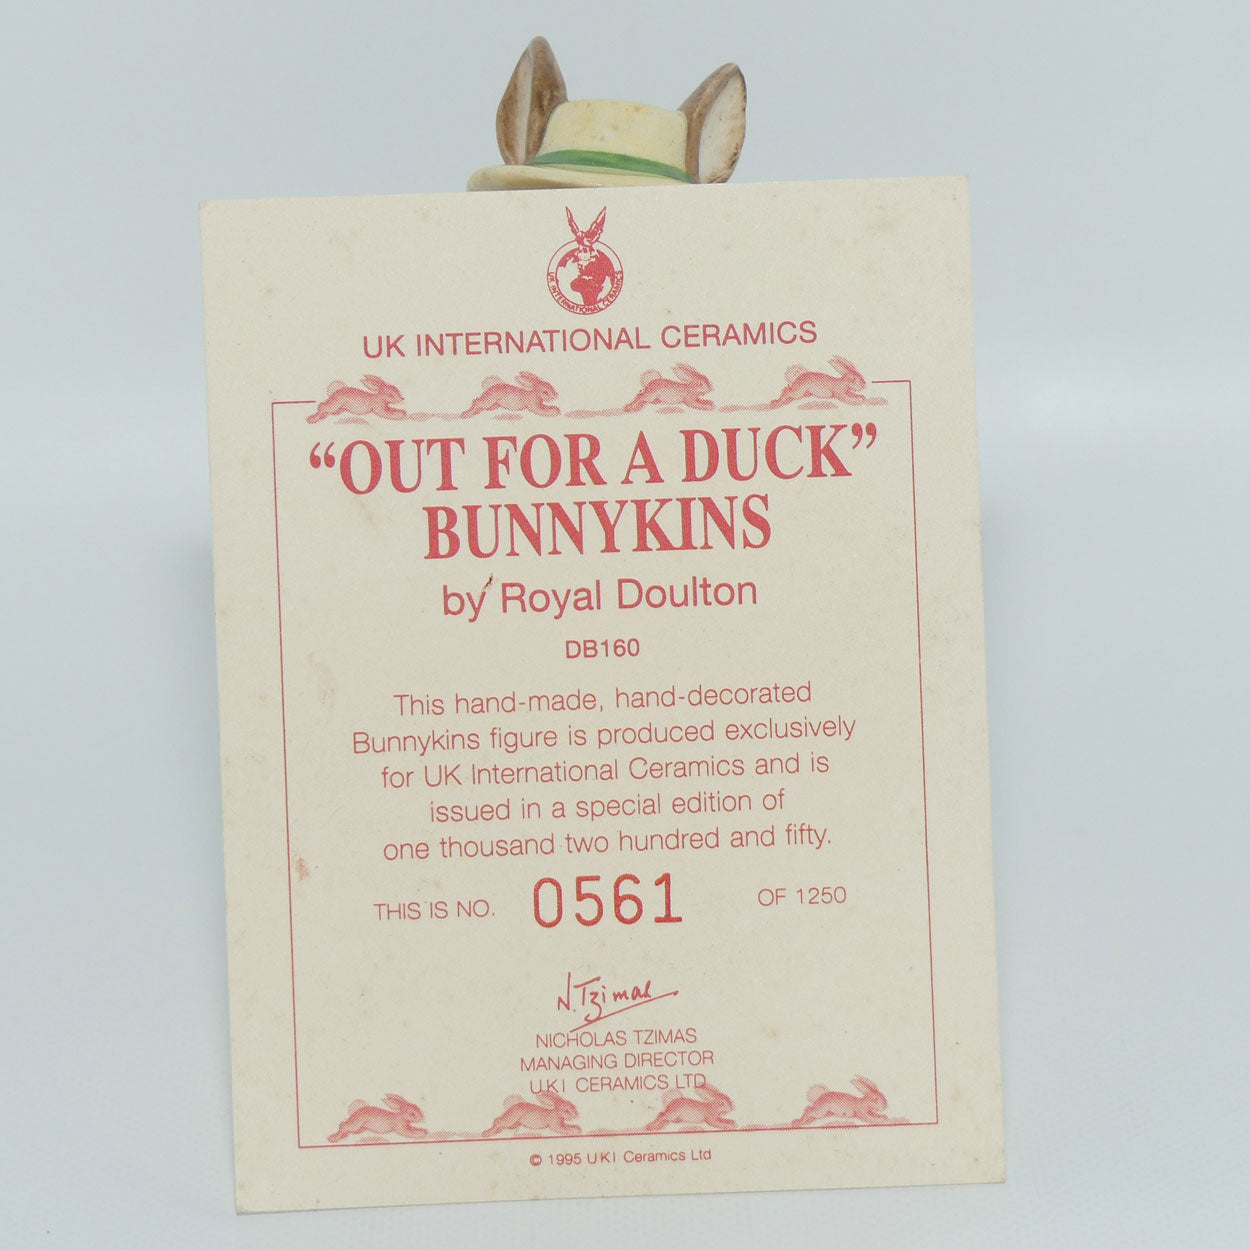 UK INTERNATIONAL CERAMICS
UK INTERNATIONAL CERAMICS
“OUT FOR A DUCK”
BUNNYKINS
by Royal Doulton
DB160
This hand-made, hand-decorated
Bunnykins figure is produced exclusively
for UK International Ceramics and is
issued in a special edition of
one thousand two hundred and fifty.
THIS IS NO. 0561 OF 1250
N. Tzimas
NICHOLAS TZIMAS
MANAGING DIRECTOR
U.K.I CERAMICS LTD
© 1995 U K I Ceramics Ltd